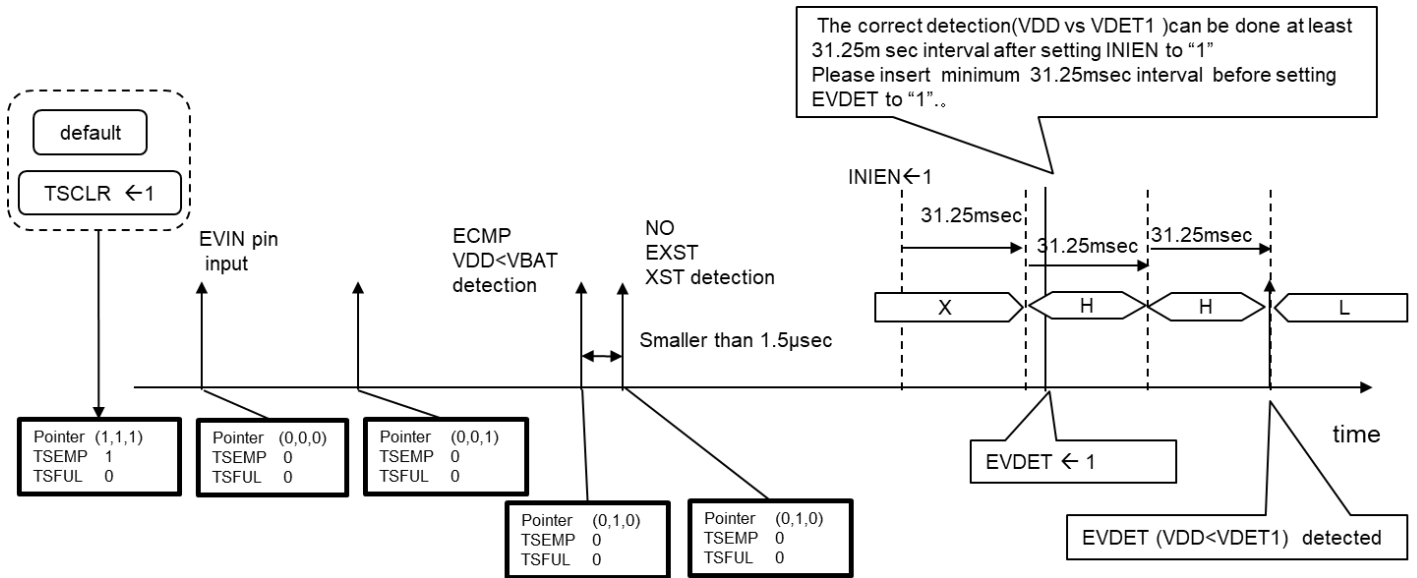 The correct detection(VDD vs VDET1 )can be done at least
31.25m sec interval after setting INIEN to “1”
Please insert minimum 31.25msec interval before setting
EVDET to “1”.。
default
TSCLR ←1
EVIN pin
input
ECMP
VDD<VBAT
detection
NO
EXST
XST detection
Smaller than 1.5μsec
INIEN←1
31.25msec
31.25msec
31.25msec
X
H
H
L
Pointer (1,1,1)
TSEMP 1
TSFUL 0
Pointer (0,0,0)
TSEMP 0
TSFUL 0
Pointer (0,0,1)
TSEMP 0
TSFUL 0
Pointer (0,1,0)
TSEMP 0
TSFUL 0
Pointer (0,1,0)
TSEMP 0
TSFUL 0
time
EVDET ← 1
EVDET (VDD<VDET1) detected